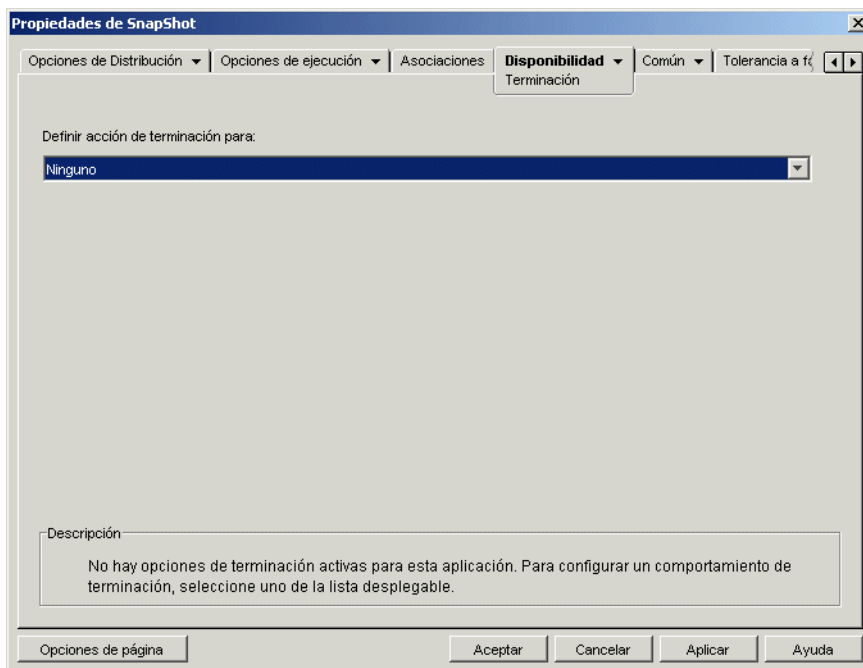 Propiedades de SnapShot
Opciones de Distribución Opciones de ejecución Asociaciones Disponibilidad Común Tolerancia a
Terminación
Definir acción de terminación para:
Ninguno
Descripción
No hay opciones de terminación activas para esta aplicación. Para configurar un comportamiento de
terminación, seleccione uno de la lista desplegable.
Opciones de página Aceptar Cancelar Aplicar Ayuda